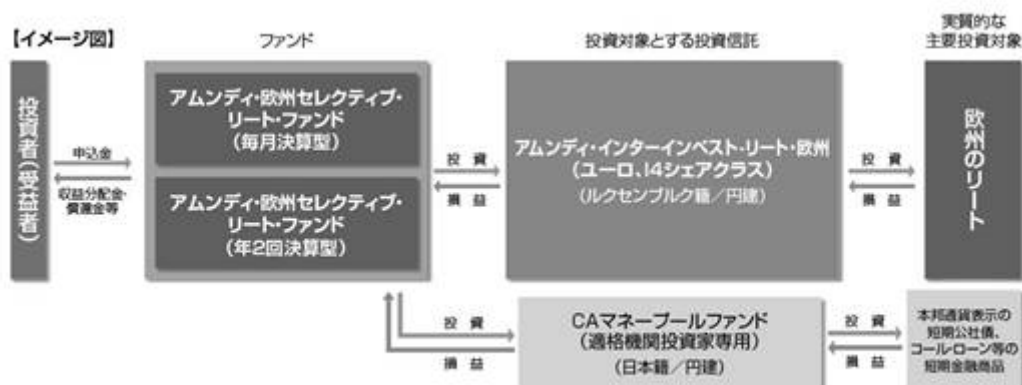 【イメージ図】
ファンド
投資対象とする投資信託
実質的な
主要投資対象
投資者(受益者)
申込金
収益分配金・
償還金等
アムンディ・欧州セレクティブ・
リート・ファンド
(毎月決算型)
アムンディ・欧州セレクティブ・
リート・ファンド
(年2回決算型)
投資
損益
アムンディ・インターインベスト-リート・欧州
(ユーロ、I4シェアクラス)
(ルクセンブルク籍/円建)
投資
損益
欧州のリート
投資
損益
CAマネープールファンド
(適格機関投資家専用)
(日本籍/円建)
投資
損益
本邦通貨表示の
短期公社債、
コール・ローン等の
短期金融商品